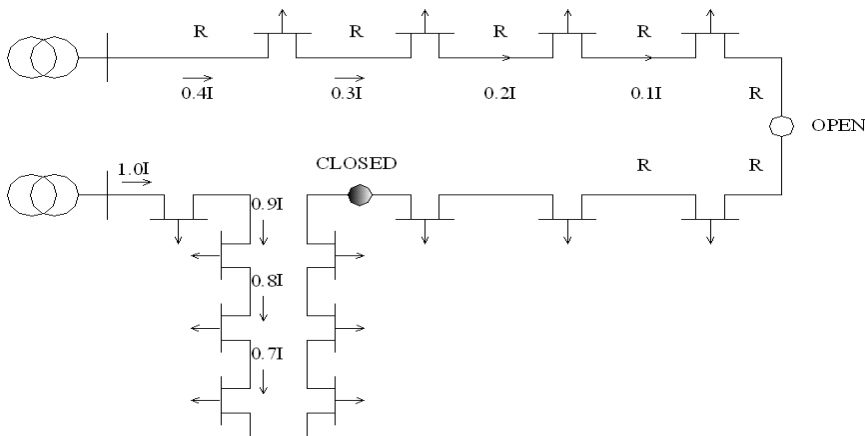 R R R R
0.4I 0.3I 0.2I 0.1I
R
OPEN
1.0I
CLOSED
R R
0.9I
0.8I
0.7I